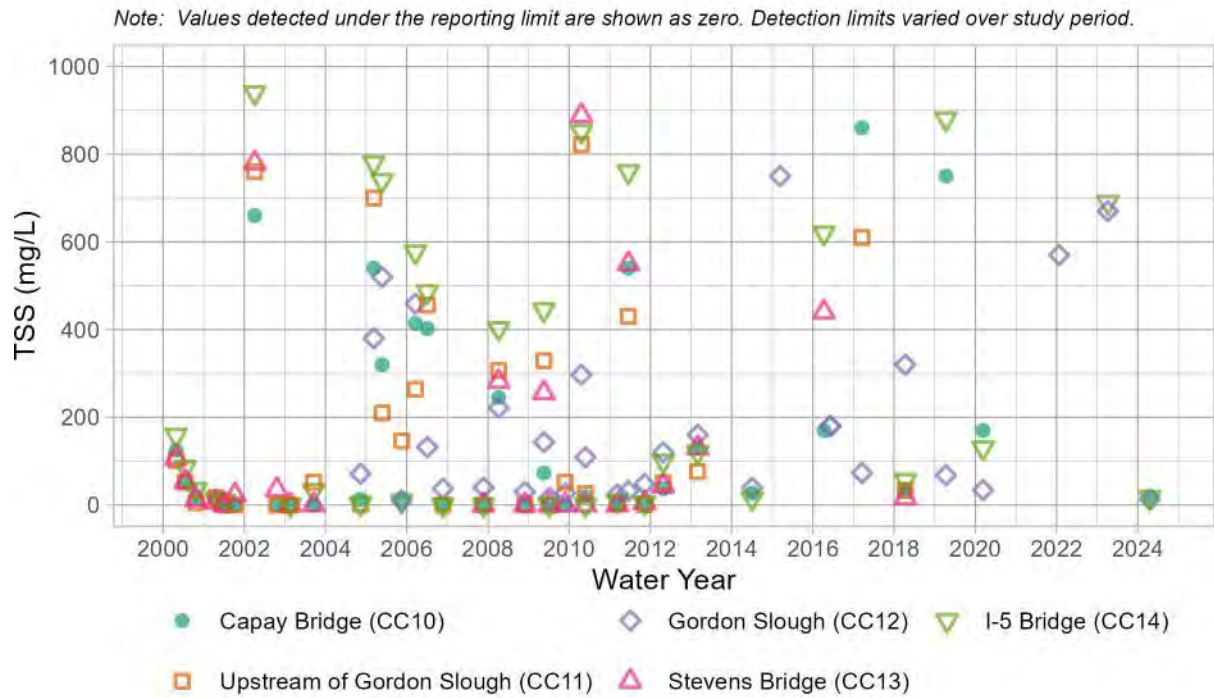 Note: Values detected under the reporting limit are shown as zero. Detection limits varied over study period.
1000
800
600
400
200
0
TSS (mg/L)
2000 2002 2004 2006 2008 2010 2012 2014 2016 2018 2020 2022 2024
Water Year
Capay Bridge (CC10) Gordon Slough (CC12) I-5 Bridge (CC14)
Upstream of Gordon Slough (CC11) Stevens Bridge (CC13)